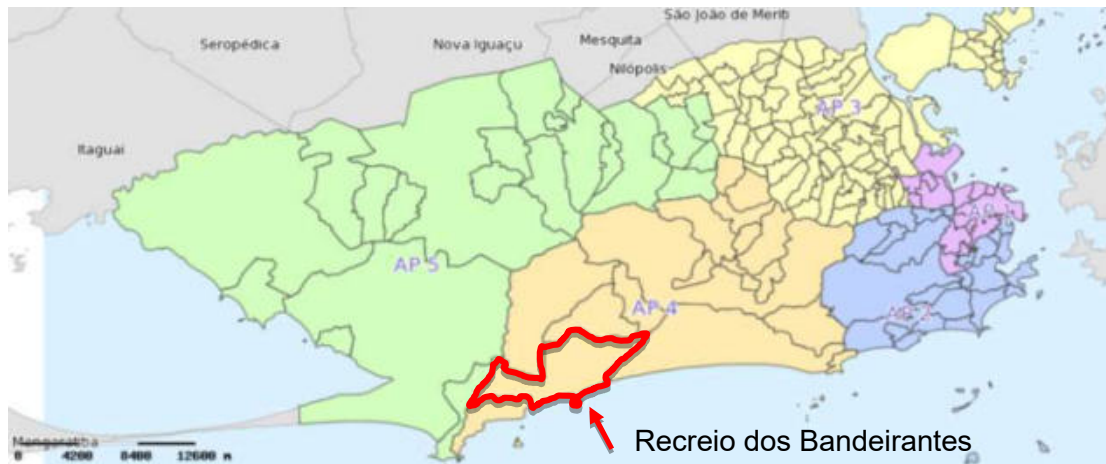 São João de Meriti
Seropédica
Nova Iguaçu
Mesquita
Nilópolis
AP 3
Itaguaí
AP 5
AP 4
AP 2
Recreio dos Bandeirantes
Mangaratiba
0 4200 8400 12600 m